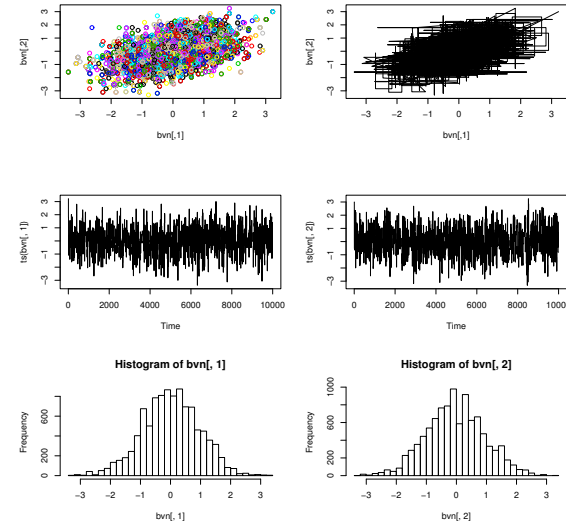 bvn[,2]
3
2
1
-1
-3
-3 -2 -1 0 1 2 3
bvn[,1]
bvn[,2]
3
2
1
-1
-3
-3 -2 -1 0 1 2 3
bvn[,1]
ts(bvn[, 1])
3
2
1
-1
-3
0 2000 4000 6000 8000 10000
Time
ts(bvn[, 2])
3
2
1
-1
-3
0 2000 4000 6000 8000 1000
Time
Histogram of bvn[, 1]
Frequency
600
200
0
-3 -2 -1 0 1 2 3
bvn[, 1]
Histogram of bvn[, 2]
Frequency
1000
600
200
0
-3 -2 -1 0 1 2 3
bvn[, 2]